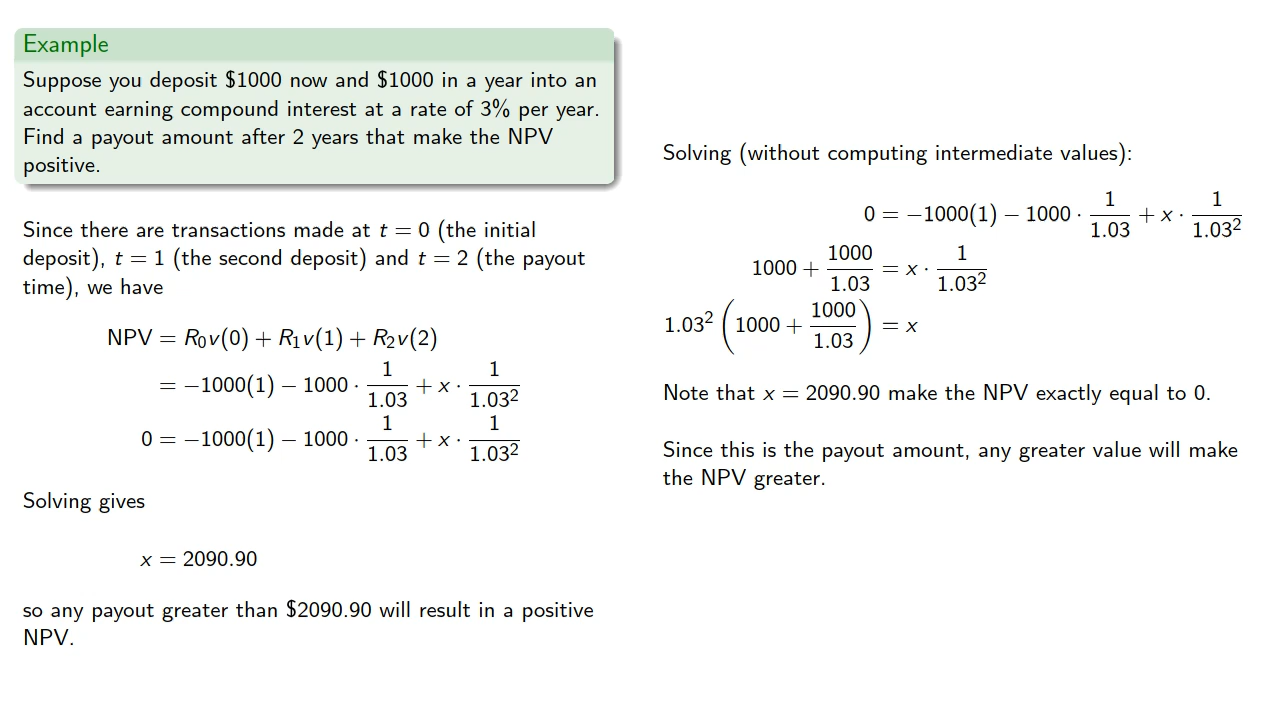 Example
Suppose you deposit $1000 now and $1000 in a year into an
account earning compound interest at a rate of 3% per year.
Find a payout amount after 2 years that make the NPV
positive.
Since there are transactions made at t = 0 (the initial
deposit), t = 1 (the second deposit) and t = 2 (the payout
time), we have
NPV = R₀v(0) + R₁v(1) + R₂v(2)
= −1000(1) − 1000 · 1/1.03 + x · 1/1.03²
0 = −1000(1) − 1000 · 1/1.03 + x · 1/1.03²
Solving gives
x = 2090.90
so any payout greater than $2090.90 will result in a positive
NPV.
Solving (without computing intermediate values):
0 = −1000(1) − 1000 · 1/1.03 + x · 1/1.03²
1000 + 1000/1.03 = x · 1/1.03²
1.03² (1000 + 1000/1.03) = x
Note that x = 2090.90 make the NPV exactly equal to 0.
Since this is the payout amount, any greater value will make
the NPV greater.